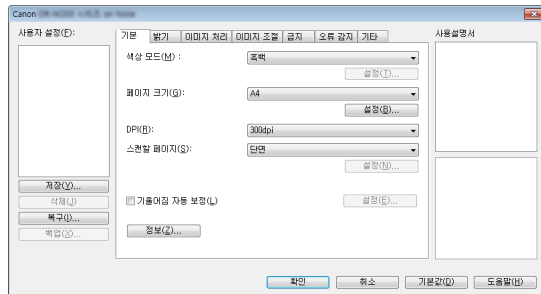 Canon
사용자 설정(F):
저장(Y)...
삭제(J)
복구(I)...
백업(X)...
기본 밝기 이미지 처리 이미지 조절 급지 오류 감지 기타
색상 모드(M) : 흑백
설정(T)...
페이지 크기(G): A4
설정(B)...
DPI(R): 300dpi
스캔할 페이지(S): 단면
설정(N)...
기울어짐 자동 보정(L) 설정(E)...
정보(Z)...
사용설명서
확인 취소 기본값(D) 도움말(H)